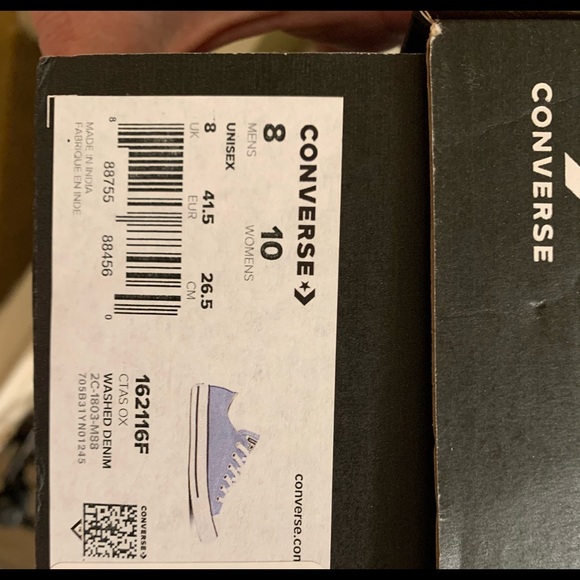 CONVERSE
MENS WOMENS
8 10
UNISEX
8 41.5 26.5
UK EUR CM
8 88755 88456 0
MADE IN INDIA
FABRIQUE EN INDE
converse.com
162116F
CTAS OX
WASHED DENIM
2C-1803-M88
705B31YN01245
CONVERSE
CONVERSE